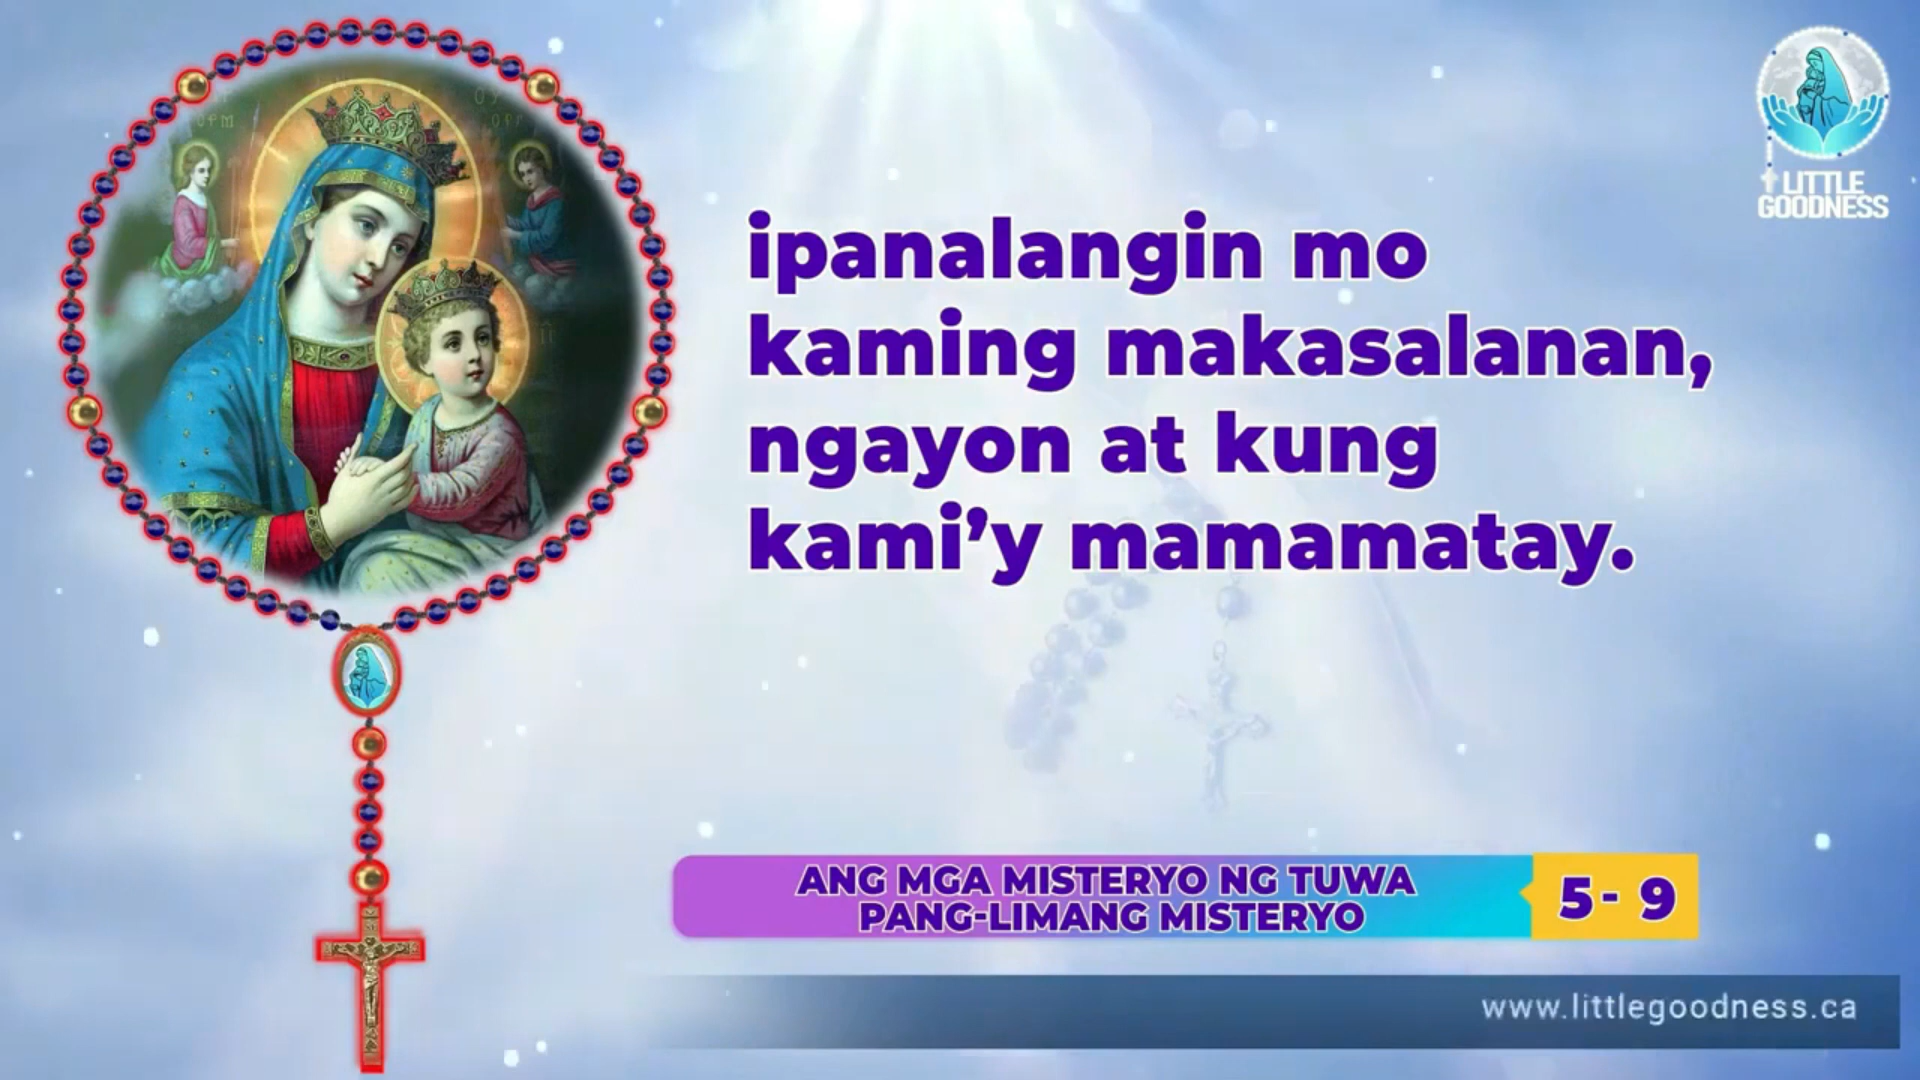 LITTLE
GOODNESS
ipanalangin mo
kaming makasalanan,
ngayon at kung
kami’y mamamatay.
ANG MGA MISTERYO NG TUWA
PANG-LIMANG MISTERYO
5- 9
www.littlegoodness.ca